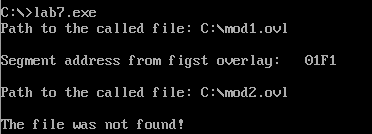 C:\>lab7.exe
Path to the called file: C:\mod1.ovl
Segment address from figst overlay:   01F1
Path to the called file: C:\mod2.ovl
The file was not found!